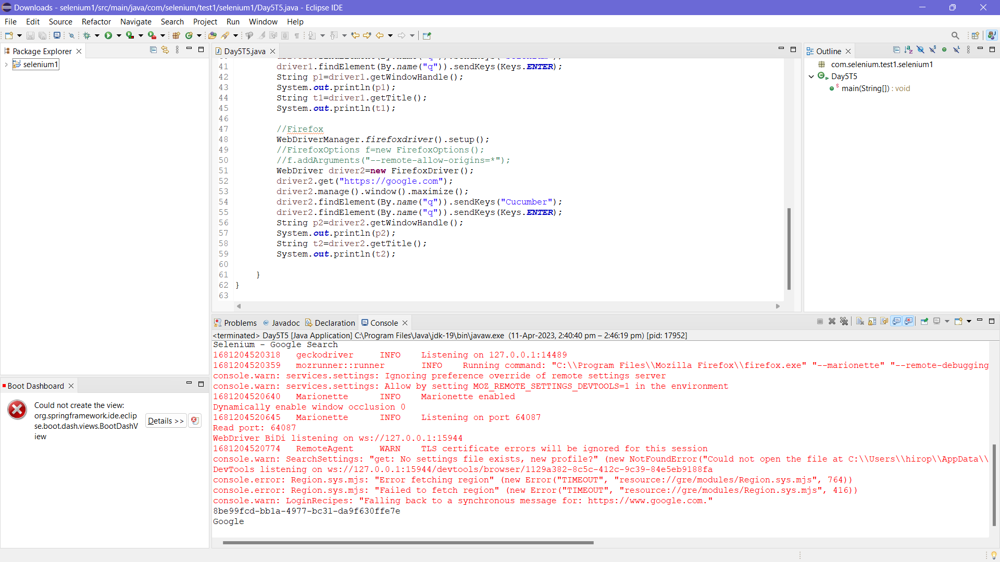 Downloads - selenium1/src/main/java/com/selenium/test1/selenium1/Day5T5.java - Eclipse IDE
File Edit Source Refactor Navigate Search Project Run Window Help
Package Explorer
selenium1
Day5T5.java
41 driver1.findElement(By.name("q")).sendKeys(Keys.ENTER);
42 String p1=driver1.getWindowHandle();
43 System.out.println(p1);
44 String t1=driver1.getTitle();
45 System.out.println(t1);
46
47 //Firefox
48 WebDriverManager.firefoxdriver().setup();
49 //FirefoxOptions f=new FirefoxOptions();
50 //f.addArguments("--remote-allow-origins=*");
51 WebDriver driver2=new FirefoxDriver();
52 driver2.get("https://google.com");
53 driver2.manage().window().maximize();
54 driver2.findElement(By.name("q")).sendKeys("Cucumber");
55 driver2.findElement(By.name("q")).sendKeys(Keys.ENTER);
56 String p2=driver2.getWindowHandle();
57 System.out.println(p2);
58 String t2=driver2.getTitle();
59 System.out.println(t2);
60
61 }
62 }
63
Outline
com.selenium.test1.selenium1
Day5T5
main(String[]) : void
Problems @ Javadoc Declaration Console
<terminated> Day5T5 [Java Application] C:\Program Files\Java\jdk-19\bin\javaw.exe (11-Apr-2023, 2:40:40 pm – 2:46:19 pm) [pid: 17952]
Selenium - Google Search
1681204520318 geckodriver INFO Listening on 127.0.0.1:14489
1681204520359 mozrunner::runner INFO Running command: "C:\\Program Files\\Mozilla Firefox\\firefox.exe" "--marionette" "--remote-debugging
console.warn: services.settings: Ignoring preference override of remote settings server
console.warn: services.settings: Allow by setting MOZ_REMOTE_SETTINGS_DEVTOOLS=1 in the environment
1681204520640 Marionette INFO Marionette enabled
Dynamically enable window occlusion 0
1681204520645 Marionette INFO Listening on port 64087
Read port: 64087
WebDriver BiDi listening on ws://127.0.0.1:15944
1681204520774 RemoteAgent WARN TLS certificate errors will be ignored for this session
console.warn: SearchSettings: "get: No settings file exists, new profile?" (new NotFoundError("Could not open the file at C:\\Users\\hirop\\AppData\\
DevTools listening on ws://127.0.0.1:15944/devtools/browser/1129a382-8c5c-412c-9c39-84e5eb9188fa
console.error: Region.sys.mjs: "Error fetching region" (new Error("TIMEOUT", "resource://gre/modules/Region.sys.mjs", 764))
console.error: Region.sys.mjs: "Failed to fetch region" (new Error("TIMEOUT", "resource://gre/modules/Region.sys.mjs", 416))
console.warn: LoginRecipes: "Falling back to a synchronous message for: https://www.google.com."
8be99fcd-bb1a-4977-bc31-da9f630ffe7e
Google
Boot Dashboard
Could not create the view:
org.springframework.ide.eclip
se.boot.dash.views.BootDashV
iew
Details >>